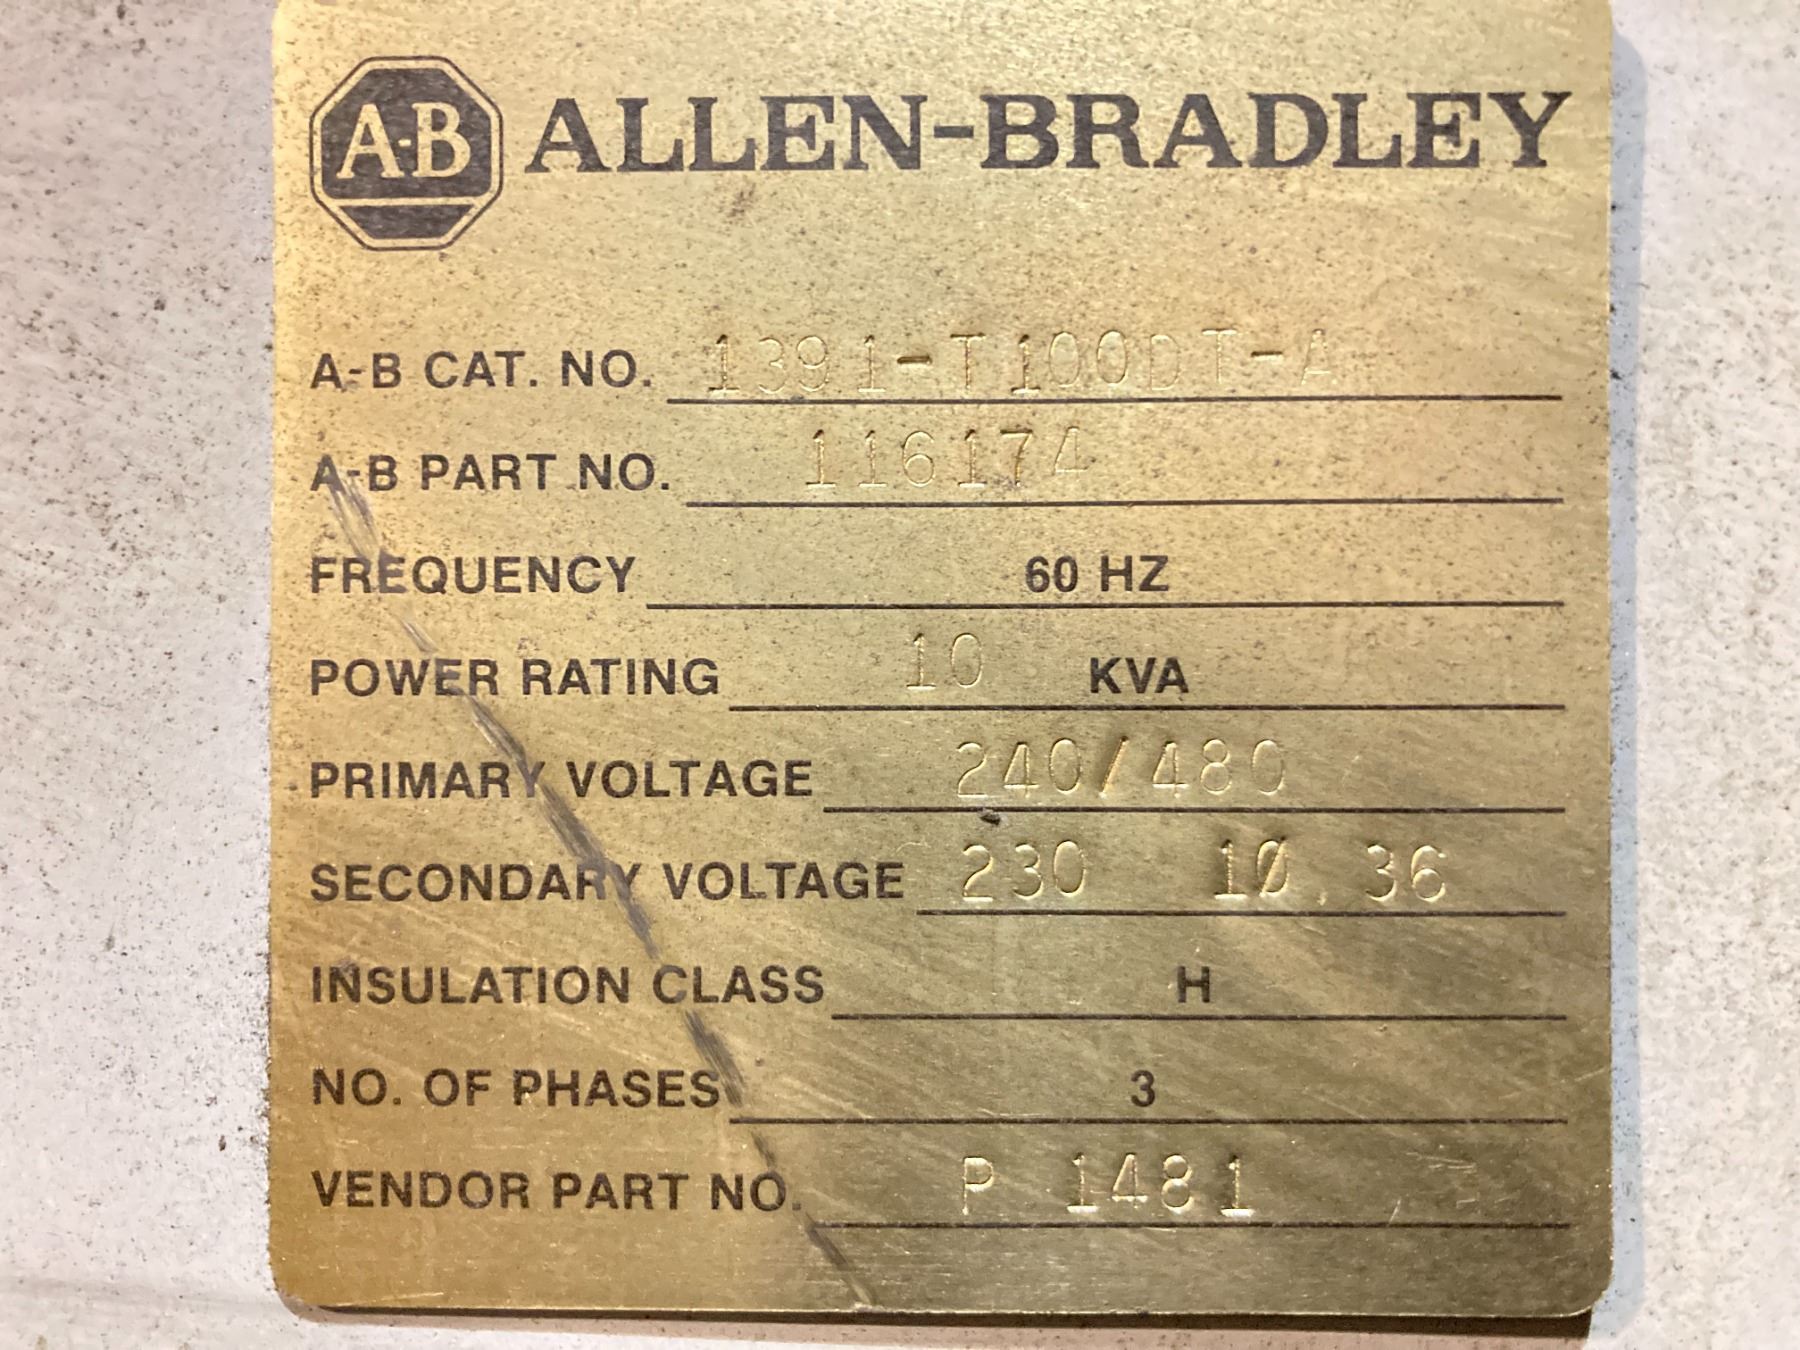 A-B ALLEN-BRADLEY
A-B CAT. NO. 1391-T100DT-A
A-B PART NO. 116174
FREQUENCY 60 HZ
POWER RATING 10 KVA
PRIMARY VOLTAGE 240/480
SECONDARY VOLTAGE 230 1Ø, 36
INSULATION CLASS H
NO. OF PHASES 3
VENDOR PART NO. P 1481